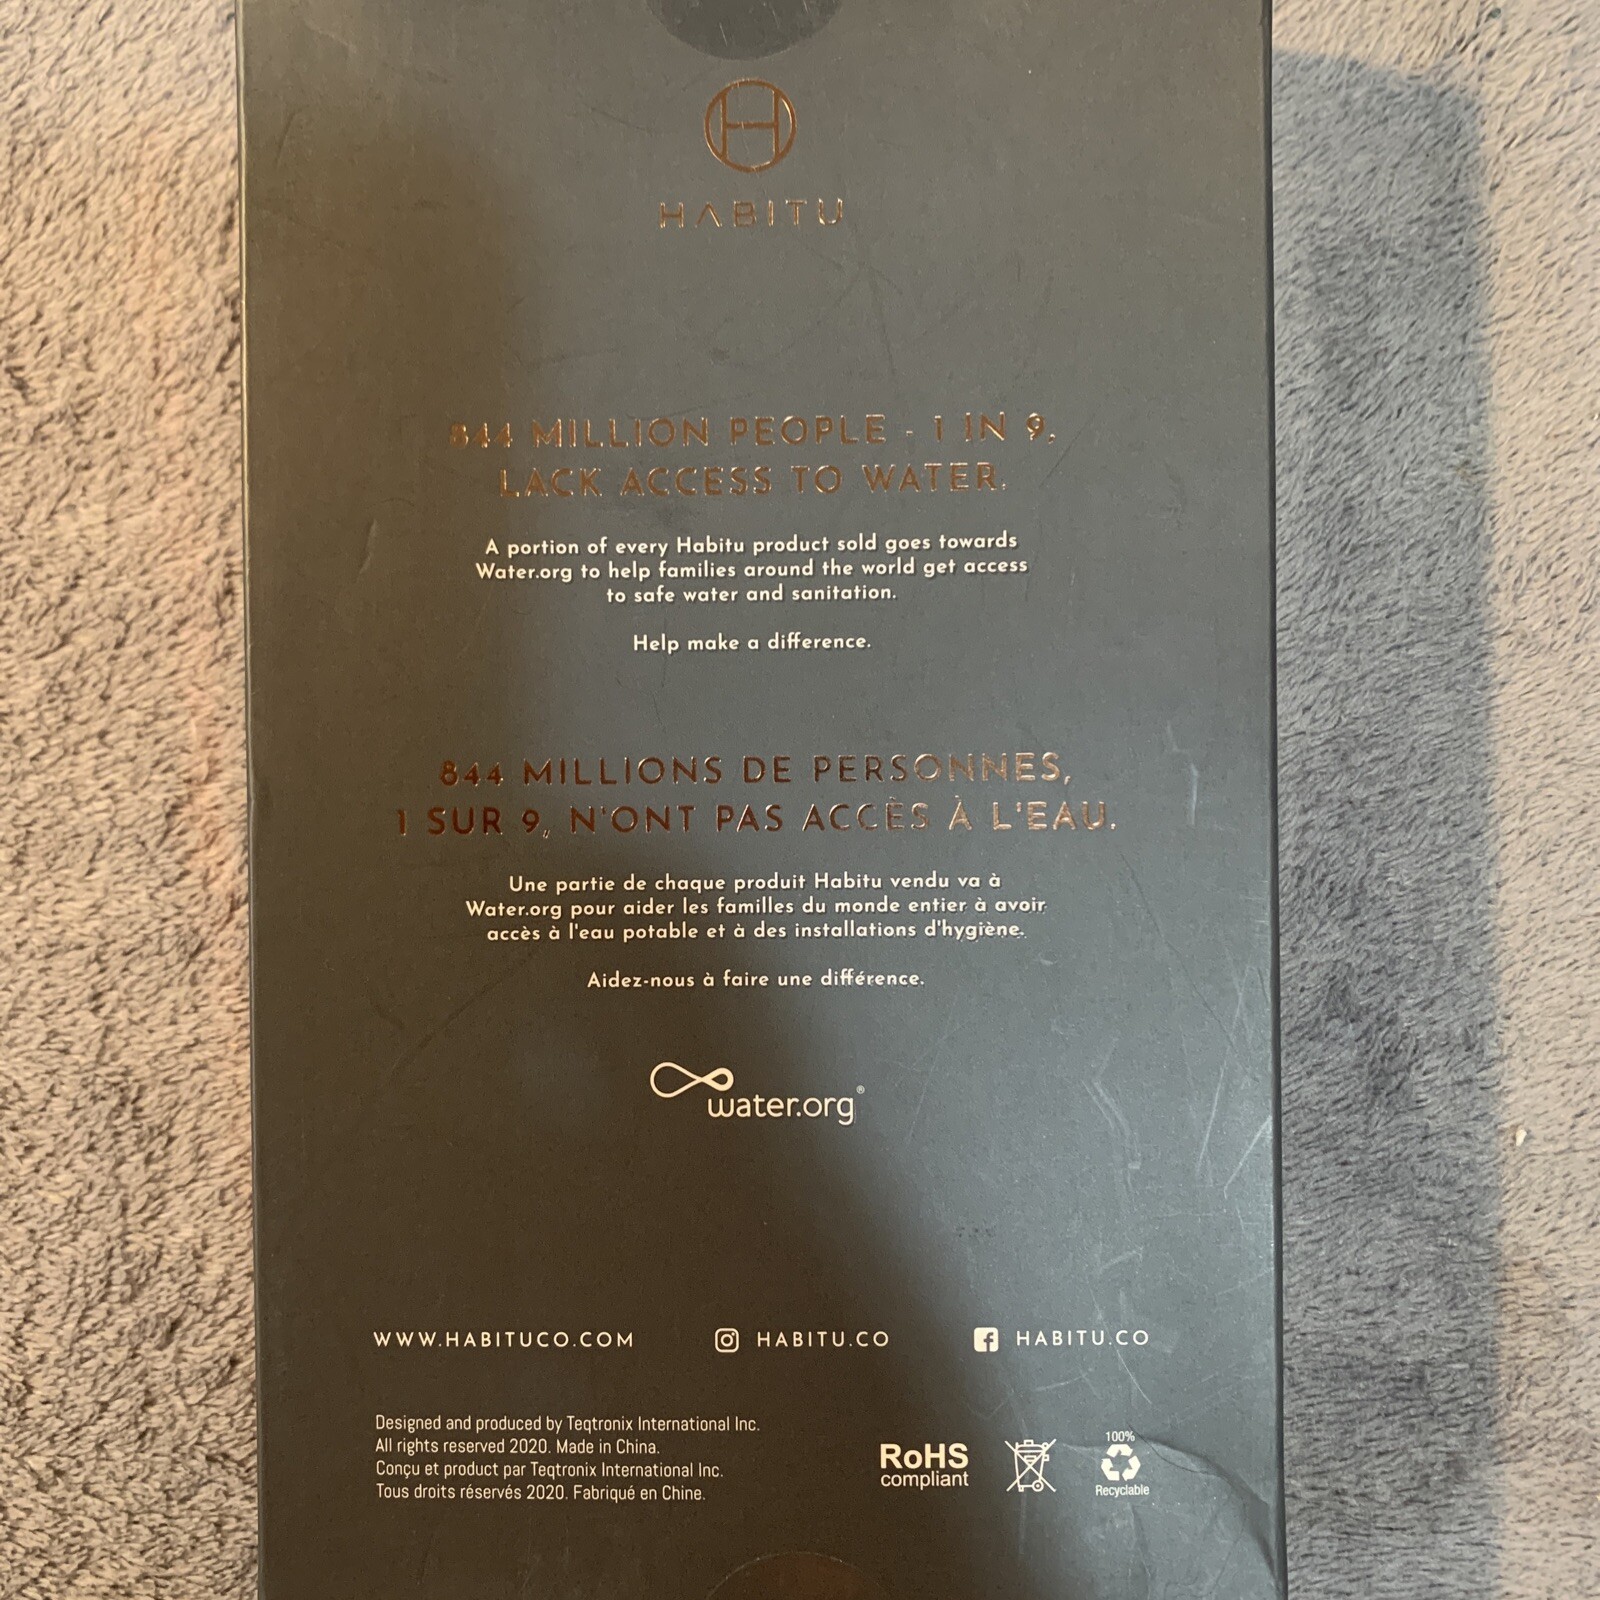 HABITU
844 MILLION PEOPLE - 1 IN 9,
LACK ACCESS TO WATER.
A portion of every Habitu product sold goes towards
Water.org to help families around the world get access
to safe water and sanitation.
Help make a difference.
844 MILLIONS DE PERSONNES,
1 SUR 9, N'ONT PAS ACCÈS À L'EAU.
Une partie de chaque produit Habitu vendu va à
Water.org pour aider les familles du monde entier à avoir
accès à l'eau potable et à des installations d'hygiène.
Aidez-nous à faire une différence.
water.org®
WWW.HABITUCO.COM HABITU.CO HABITU.CO
Designed and produced by Teqtronix International Inc.
All rights reserved 2020. Made in China.
Conçu et product par Teqtronix International Inc.
Tous droits réservés 2020. Fabriqué en Chine.
RoHS
compliant
100%
Recyclable